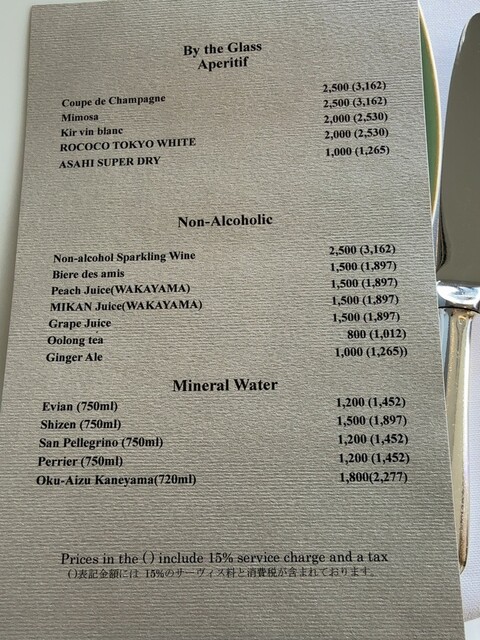 By the Glass
Aperitif
Coupe de Champagne 2,500 (3,162)
Mimosa 2,500 (3,162)
Kir vin blanc 2,000 (2,530)
ROCOCO TOKYO WHITE 2,000 (2,530)
ASAHI SUPER DRY 1,000 (1,265)
Non-Alcoholic
Non-alcohol Sparkling Wine 2,500 (3,162)
Biere des amis 1,500 (1,897)
Peach Juice(WAKAYAMA) 1,500 (1,897)
MIKAN Juice(WAKAYAMA) 1,500 (1,897)
Grape Juice 1,500 (1,897)
Oolong tea 800 (1,012)
Ginger Ale 1,000 (1,265))
Mineral Water
Evian (750ml) 1,200 (1,452)
Shizen (750ml) 1,500 (1,897)
San Pellegrino (750ml) 1,200 (1,452)
Perrier (750ml) 1,200 (1,452)
Oku-Aizu Kaneyama(720ml) 1,800(2,277)
Prices in the ( ) include 15% service charge and a tax
( )表記金額には 15%のサーヴィス料と消費税が含まれております。